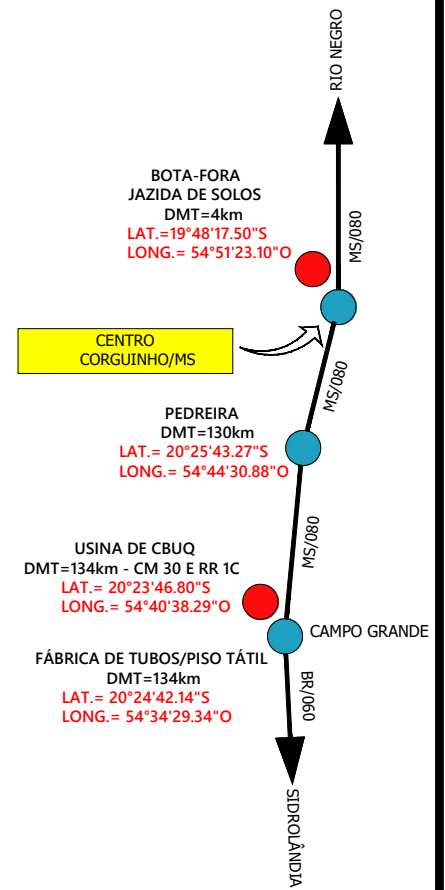 RIO NEGRO
BOTA-FORA
JAZIDA DE SOLOS
DMT=4km
LAT.=19°48'17.50"S
LONG.= 54°51'23.10"O
MS/080
CENTRO
CORGUINHO/MS
MS/080
PEDREIRA
DMT=130km
LAT.= 20°25'43.27"S
LONG.= 54°44'30.88"O
MS/080
USINA DE CBUQ
DMT=134km - CM 30 E RR 1C
LAT.= 20°23'46.80"S
LONG.= 54°40'38.29"O
CAMPO GRANDE
FÁBRICA DE TUBOS/PISO TÁTIL
DMT=134km
LAT.= 20°24'42.14"S
LONG.= 54°34'29.34"O
BR/060
SIDROLÂNDIA